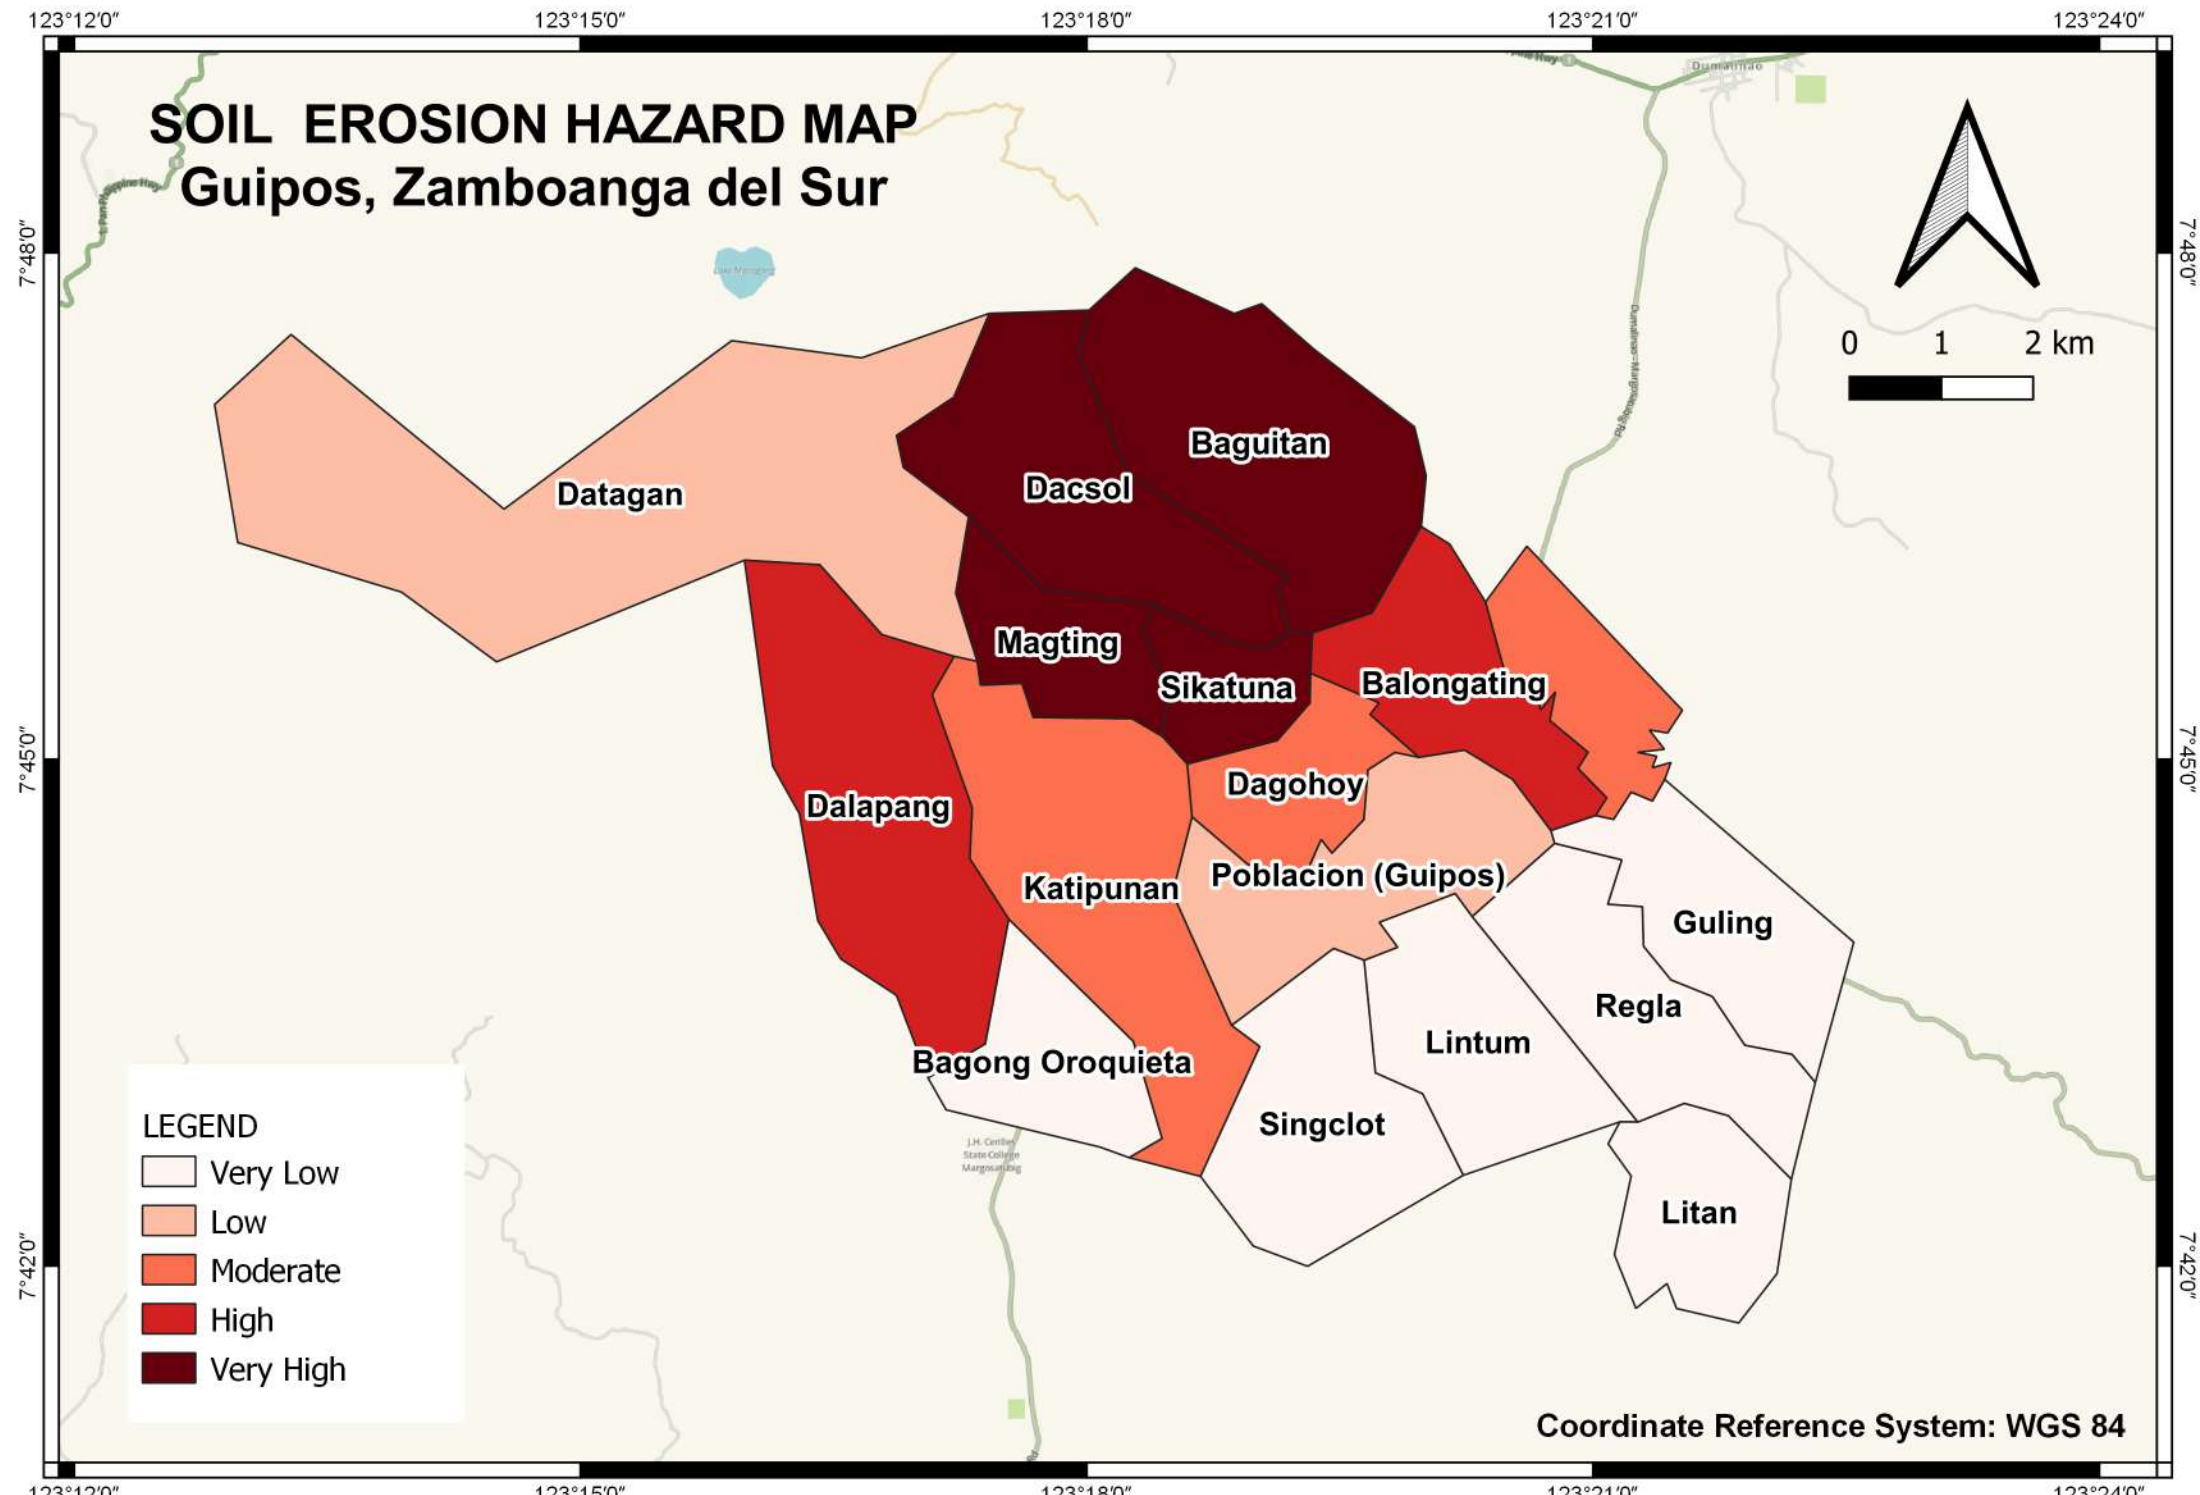 123°12′0″ 123°15′0″ 123°18′0″ 123°21′0″ 123°24′0″
Dumalinao
SOIL EROSION HAZARD MAP
Guipos, Zamboanga del Sur
7°48′0″
7°48′0″
0 1 2 km
Baguitan
Datagan
Dacsol
Magting
Sikatuna
Balongating
7°45′0″
7°45′0″
Dagohoy
Dalapang
Katipunan
Poblacion (Guipos)
Guling
Regla
Lintum
Bagong Oroquieta
Singclot
J.H. Cerilles
State College
Litan
LEGEND
Very Low
Low
Moderate
High
Very High
7°42′0″
7°42′0″
Coordinate Reference System: WGS 84
123°12′0″ 123°15′0″ 123°18′0″ 123°21′0″ 123°24′0″